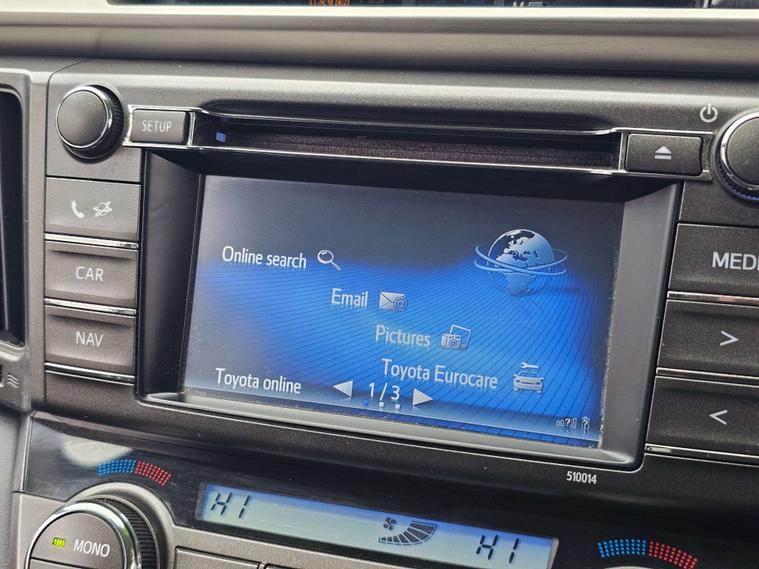 SETUP
CAR
NAV
MEDI
>
<
Online search
Email
Pictures
Toyota Eurocare
Toyota online
1/3
510014
HI
HI
MONO